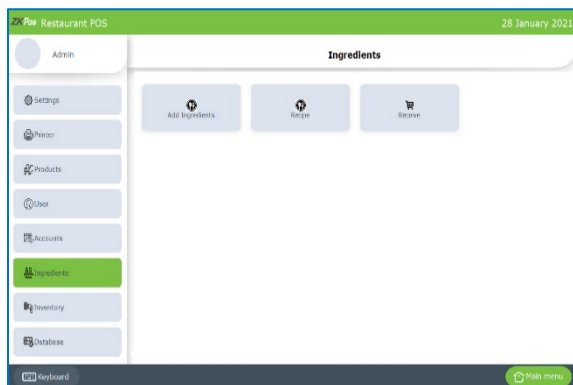 ZKPos Restaurant POS
28 January 2021
Admin
Ingredients
Settings
Printer
Products
User
Accounts
Ingredients
Inventory
Database
Add Ingredients
Recipe
Receive
Keyboard
Main menu